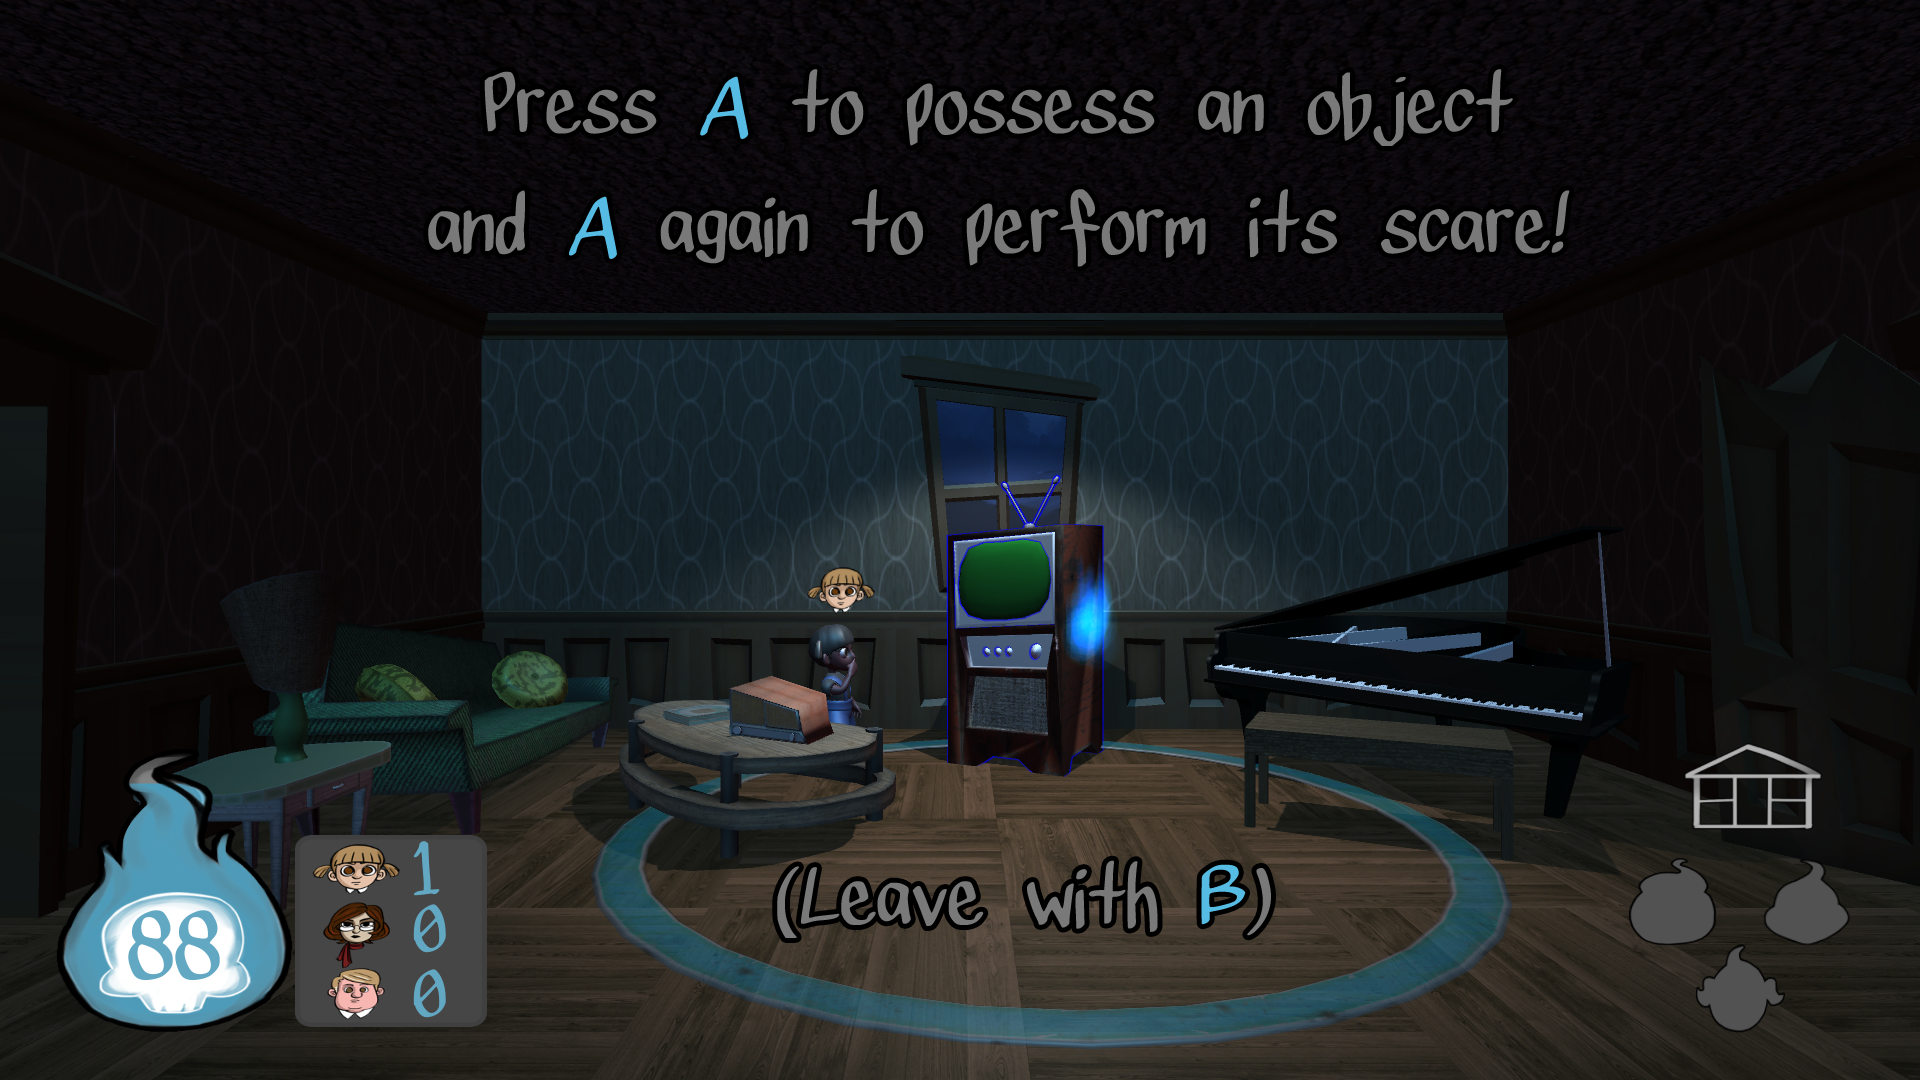 Press A to possess an object
and A again to perform its scare!
(Leave with B)
88
1
0
0